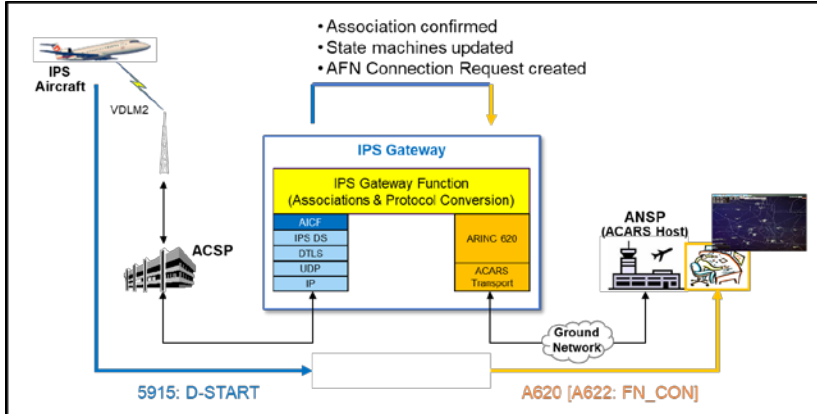 • Association confirmed
• State machines updated
• AFN Connection Request created
IPS
Aircraft
VDLM2
IPS Gateway
IPS Gateway Function
(Associations & Protocol Conversion)
AICF
IPS DS
DTLS
UDP
IP
ARINC 620
ACARS
Transport
ACSP
ANSP
(ACARS Host)
Ground
Network
5915: D-START
A620 [A622: FN_CON]